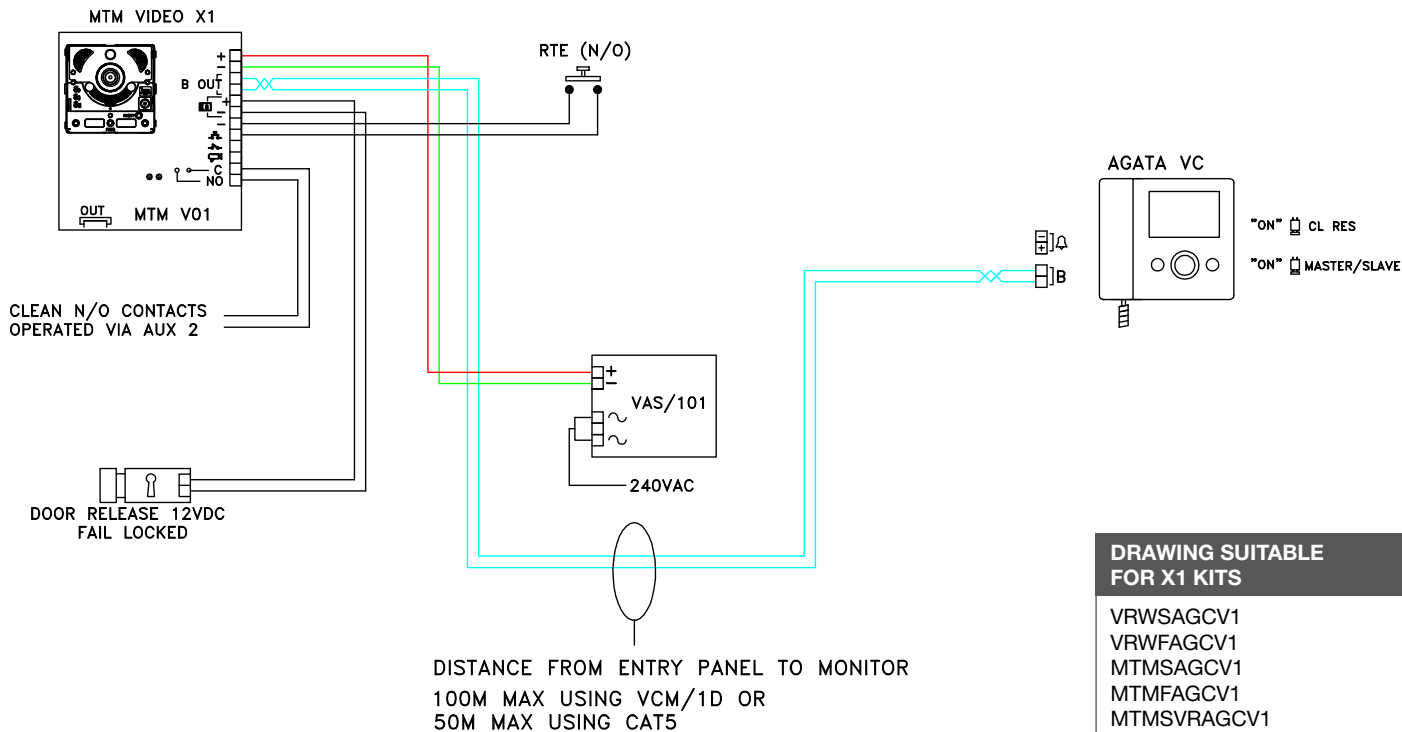 MTM VIDEO X1
+
-
B OUT
+
-
-
C
NO
OUT
MTM V01
RTE (N/O)
AGATA VC
"ON" CL RES
"ON" MASTER/SLAVE
-
+
B
CLEAN N/O CONTACTS
OPERATED VIA AUX 2
+
-
VAS/101
~
~
240VAC
DOOR RELEASE 12VDC
FAIL LOCKED
DISTANCE FROM ENTRY PANEL TO MONITOR
100M MAX USING VCM/1D OR
50M MAX USING CAT5
DRAWING SUITABLE
FOR X1 KITS
VRWSAGCV1
VRWFAGCV1
MTMSAGCV1
MTMFAGCV1
MTMSVRAGCV1